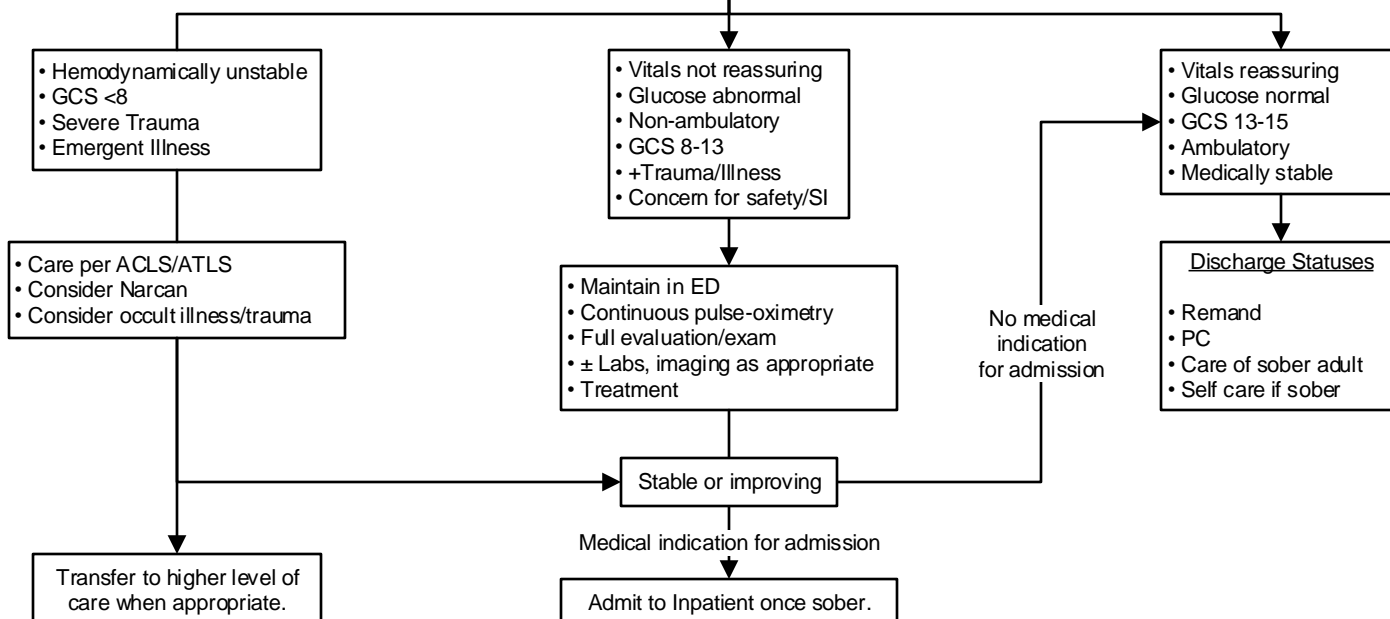 • Hemodynamically unstable
• GCS <8
• Severe Trauma
• Emergent Illness
• Vitals not reassuring
• Glucose abnormal
• Non-ambulatory
• GCS 8-13
• +Trauma/Illness
• Concern for safety/SI
• Vitals reassuring
• Glucose normal
• GCS 13-15
• Ambulatory
• Medically stable
• Care per ACLS/ATLS
• Consider Narcan
• Consider occult illness/trauma
• Maintain in ED
• Continuous pulse-oximetry
• Full evaluation/exam
• ± Labs, imaging as appropriate
• Treatment
No medical
indication
for admission
Discharge Statuses
• Remand
• PC
• Care of sober adult
• Self care if sober
Stable or improving
Medical indication for admission
Transfer to higher level of
care when appropriate.
Admit to Inpatient once sober.